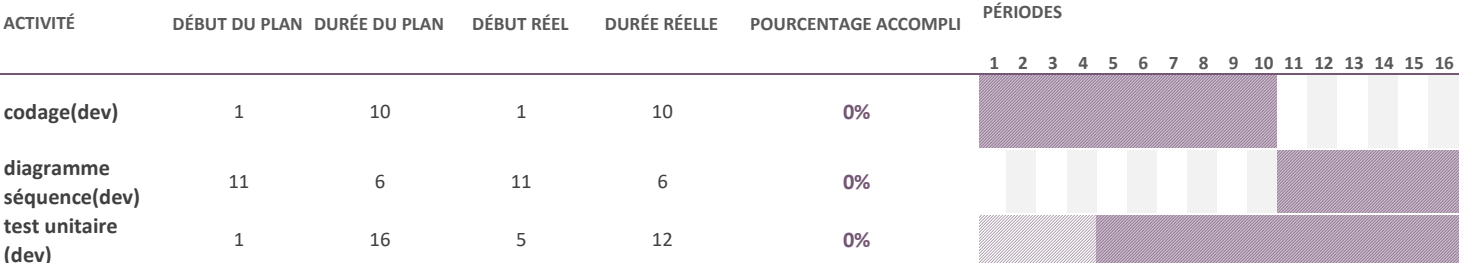 ACTIVITÉ DÉBUT DU PLAN DURÉE DU PLAN DÉBUT RÉEL DURÉE RÉELLE POURCENTAGE ACCOMPLI PÉRIODES
1 2 3 4 5 6 7 8 9 10 11 12 13 14 15 16
codage(dev) 1 10 1 10 0%
diagramme
séquence(dev) 11 6 11 6 0%
test unitaire
(dev) 1 16 5 12 0%